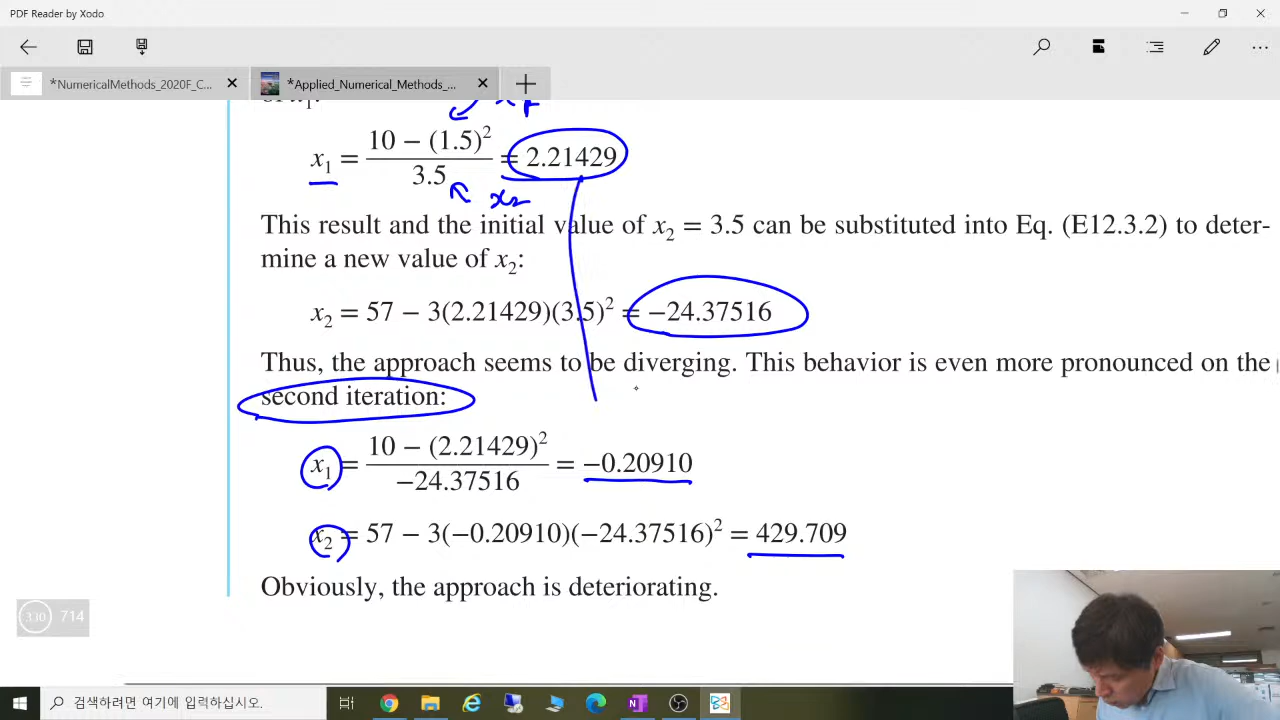 PDF Reader by Xodo
*NumericalMethods_2020F_C...
*Applied_Numerical_Methods_...
x₁ = (10 − (1.5)²) / 3.5 = 2.21429
x₂
This result and the initial value of x₂ = 3.5 can be substituted into Eq. (E12.3.2) to deter-
mine a new value of x₂:
x₂ = 57 − 3(2.21429)(3.5)² = −24.37516
Thus, the approach seems to be diverging. This behavior is even more pronounced on the
second iteration:
x₁ = (10 − (2.21429)²) / −24.37516 = −0.20910
x₂ = 57 − 3(−0.20910)(−24.37516)² = 429.709
Obviously, the approach is deteriorating.
330 714
검색하려면 여기에 입력하십시오.